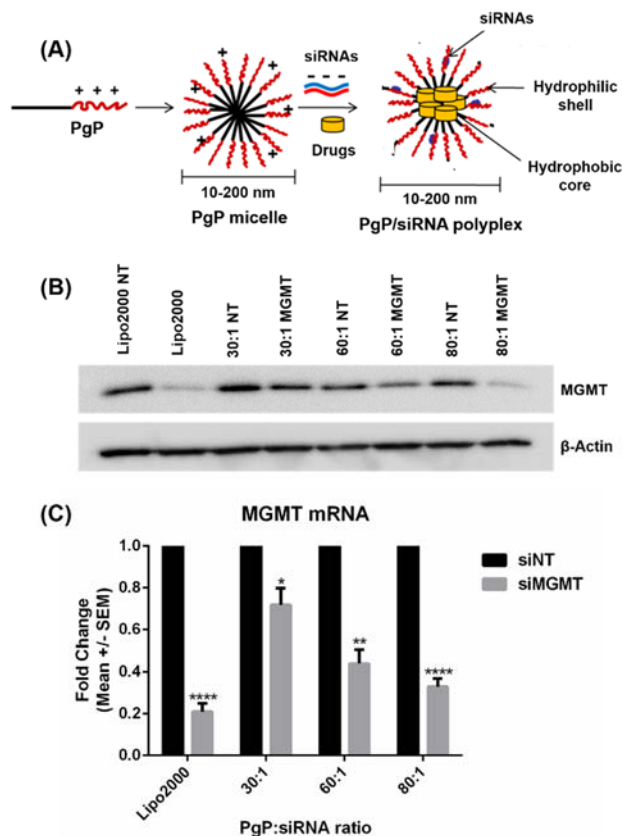 (A)
siRNAs
siRNAs
+ + +
PgP
- - -
Drugs
Hydrophilic
shell
Hydrophobic
core
10-200 nm
PgP micelle
10-200 nm
PgP/siRNA polyplex
(B)
Lipo2000 NT
Lipo2000
30:1 NT
30:1 MGMT
60:1 NT
60:1 MGMT
80:1 NT
80:1 MGMT
MGMT
β-Actin
(C)
MGMT mRNA
siNT
siMGMT
Fold Change
(Mean +/- SEM)
1.0
0.8
0.6
0.4
0.2
0.0
****
*
**
****
Lipo2000
30:1
60:1
80:1
PgP:siRNA ratio